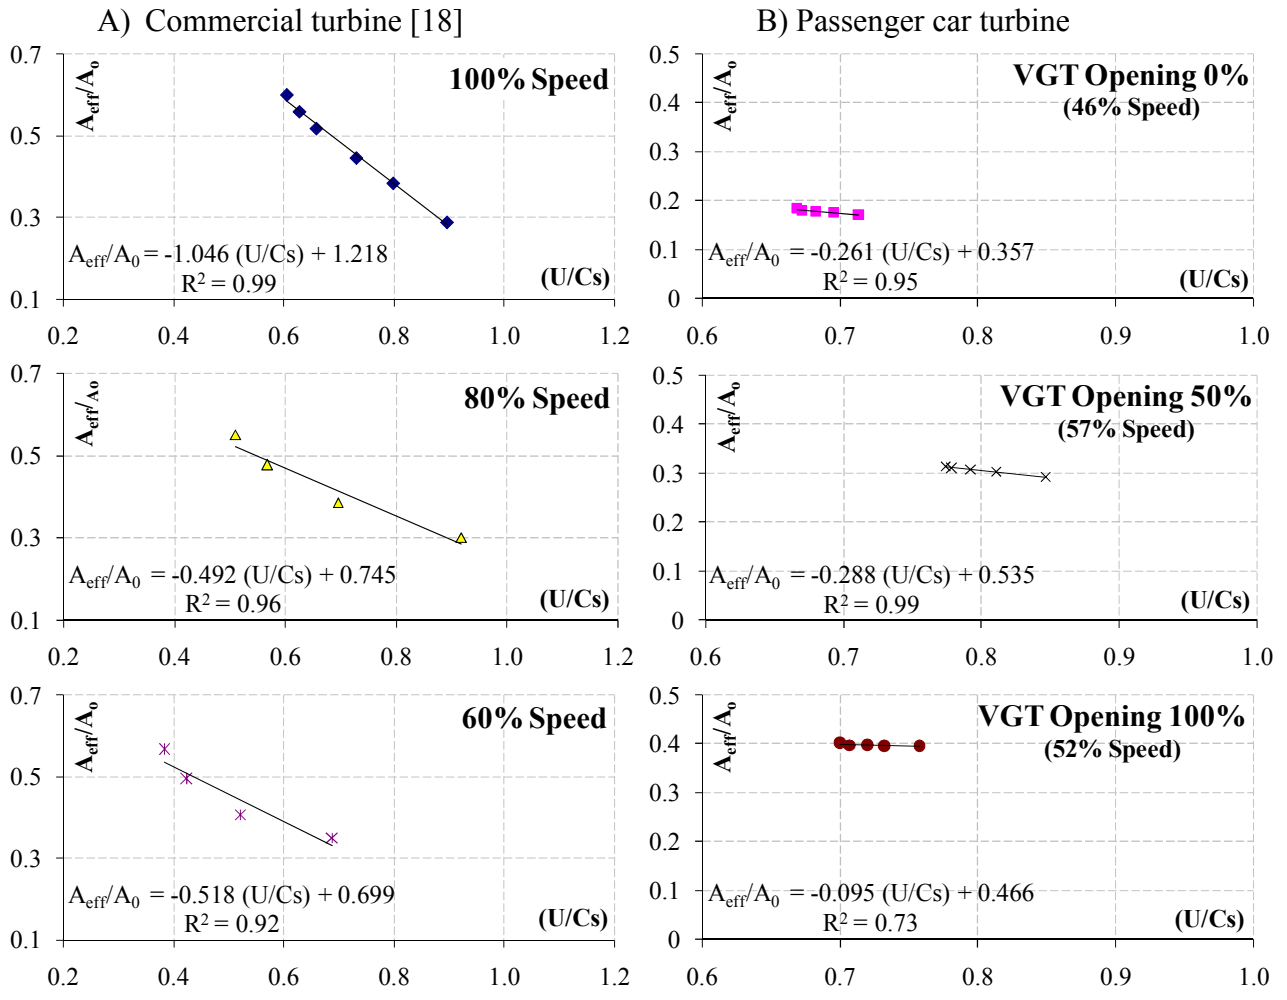 A) Commercial turbine [18]
B) Passenger car turbine
0.7
0.5
0.3
0.1
Aeff/Ao
100% Speed
Aeff/A0 = -1.046 (U/Cs) + 1.218
R2 = 0.99
(U/Cs)
0.2 0.4 0.6 0.8 1.0 1.2
0.5
0.4
0.3
0.2
0.1
0
Aeff/Ao
VGT Opening 0%
(46% Speed)
Aeff/A0 = -0.261 (U/Cs) + 0.357
R2 = 0.95
(U/Cs)
0.6 0.7 0.8 0.9 1.0
0.7
0.5
0.3
0.1
Aeff/Ao
80% Speed
Aeff/A0 = -0.492 (U/Cs) + 0.745
R2 = 0.96
(U/Cs)
0.2 0.4 0.6 0.8 1.0 1.2
0.5
0.4
0.3
0.2
0.1
0
Aeff/Ao
VGT Opening 50%
(57% Speed)
Aeff/A0 = -0.288 (U/Cs) + 0.535
R2 = 0.99
(U/Cs)
0.6 0.7 0.8 0.9 1.0
0.7
0.5
0.3
0.1
Aeff/Ao
60% Speed
Aeff/A0 = -0.518 (U/Cs) + 0.699
R2 = 0.92
(U/Cs)
0.2 0.4 0.6 0.8 1.0 1.2
0.5
0.4
0.3
0.2
0.1
0
Aeff/Ao
VGT Opening 100%
(52% Speed)
Aeff/A0 = -0.095 (U/Cs) + 0.466
R2 = 0.73
(U/Cs)
0.6 0.7 0.8 0.9 1.0